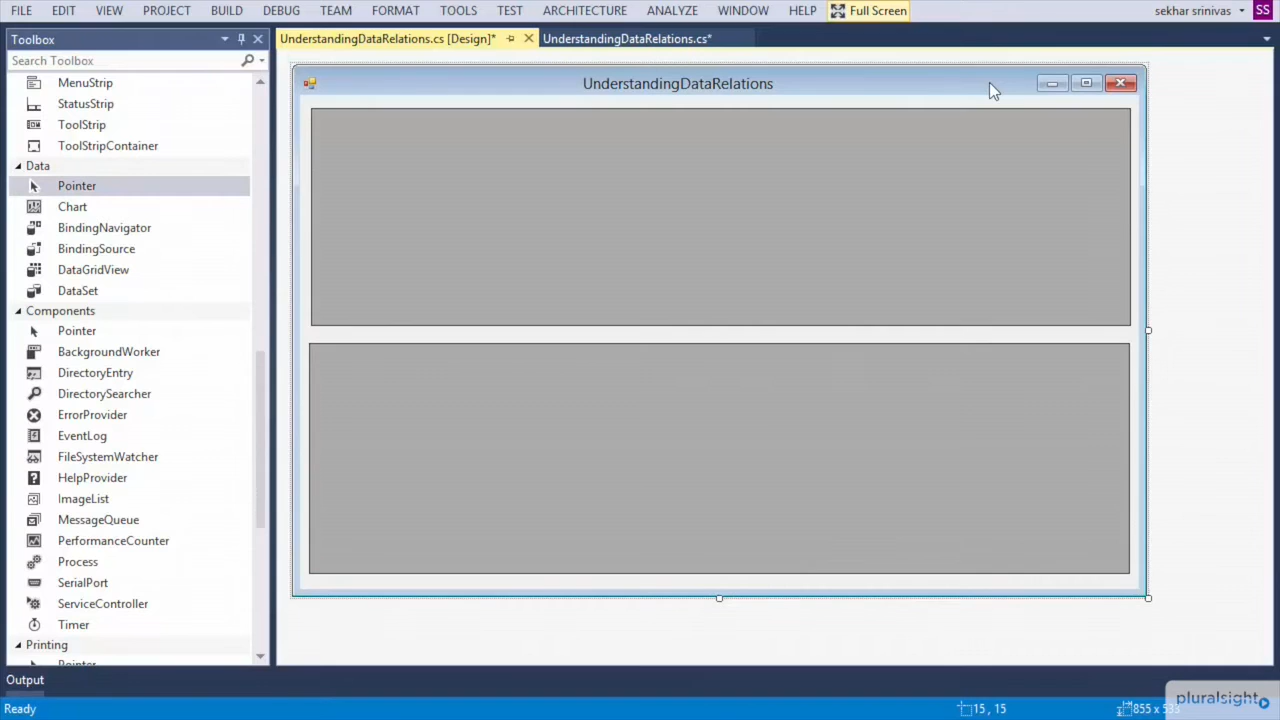 FILE EDIT VIEW PROJECT BUILD DEBUG TEAM FORMAT TOOLS TEST ARCHITECTURE ANALYZE WINDOW HELP Full Screen sekhar srinivas SS
Toolbox
UnderstandingDataRelations.cs [Design]*
UnderstandingDataRelations.cs*
Search Toolbox
MenuStrip
StatusStrip
ToolStrip
ToolStripContainer
Data
Pointer
Chart
BindingNavigator
BindingSource
DataGridView
DataSet
Components
Pointer
BackgroundWorker
DirectoryEntry
DirectorySearcher
ErrorProvider
EventLog
FileSystemWatcher
HelpProvider
ImageList
MessageQueue
PerformanceCounter
Process
SerialPort
ServiceController
Timer
Printing
Pointer
UnderstandingDataRelations
Output
Ready
15 , 15
855 x 533
pluralsight